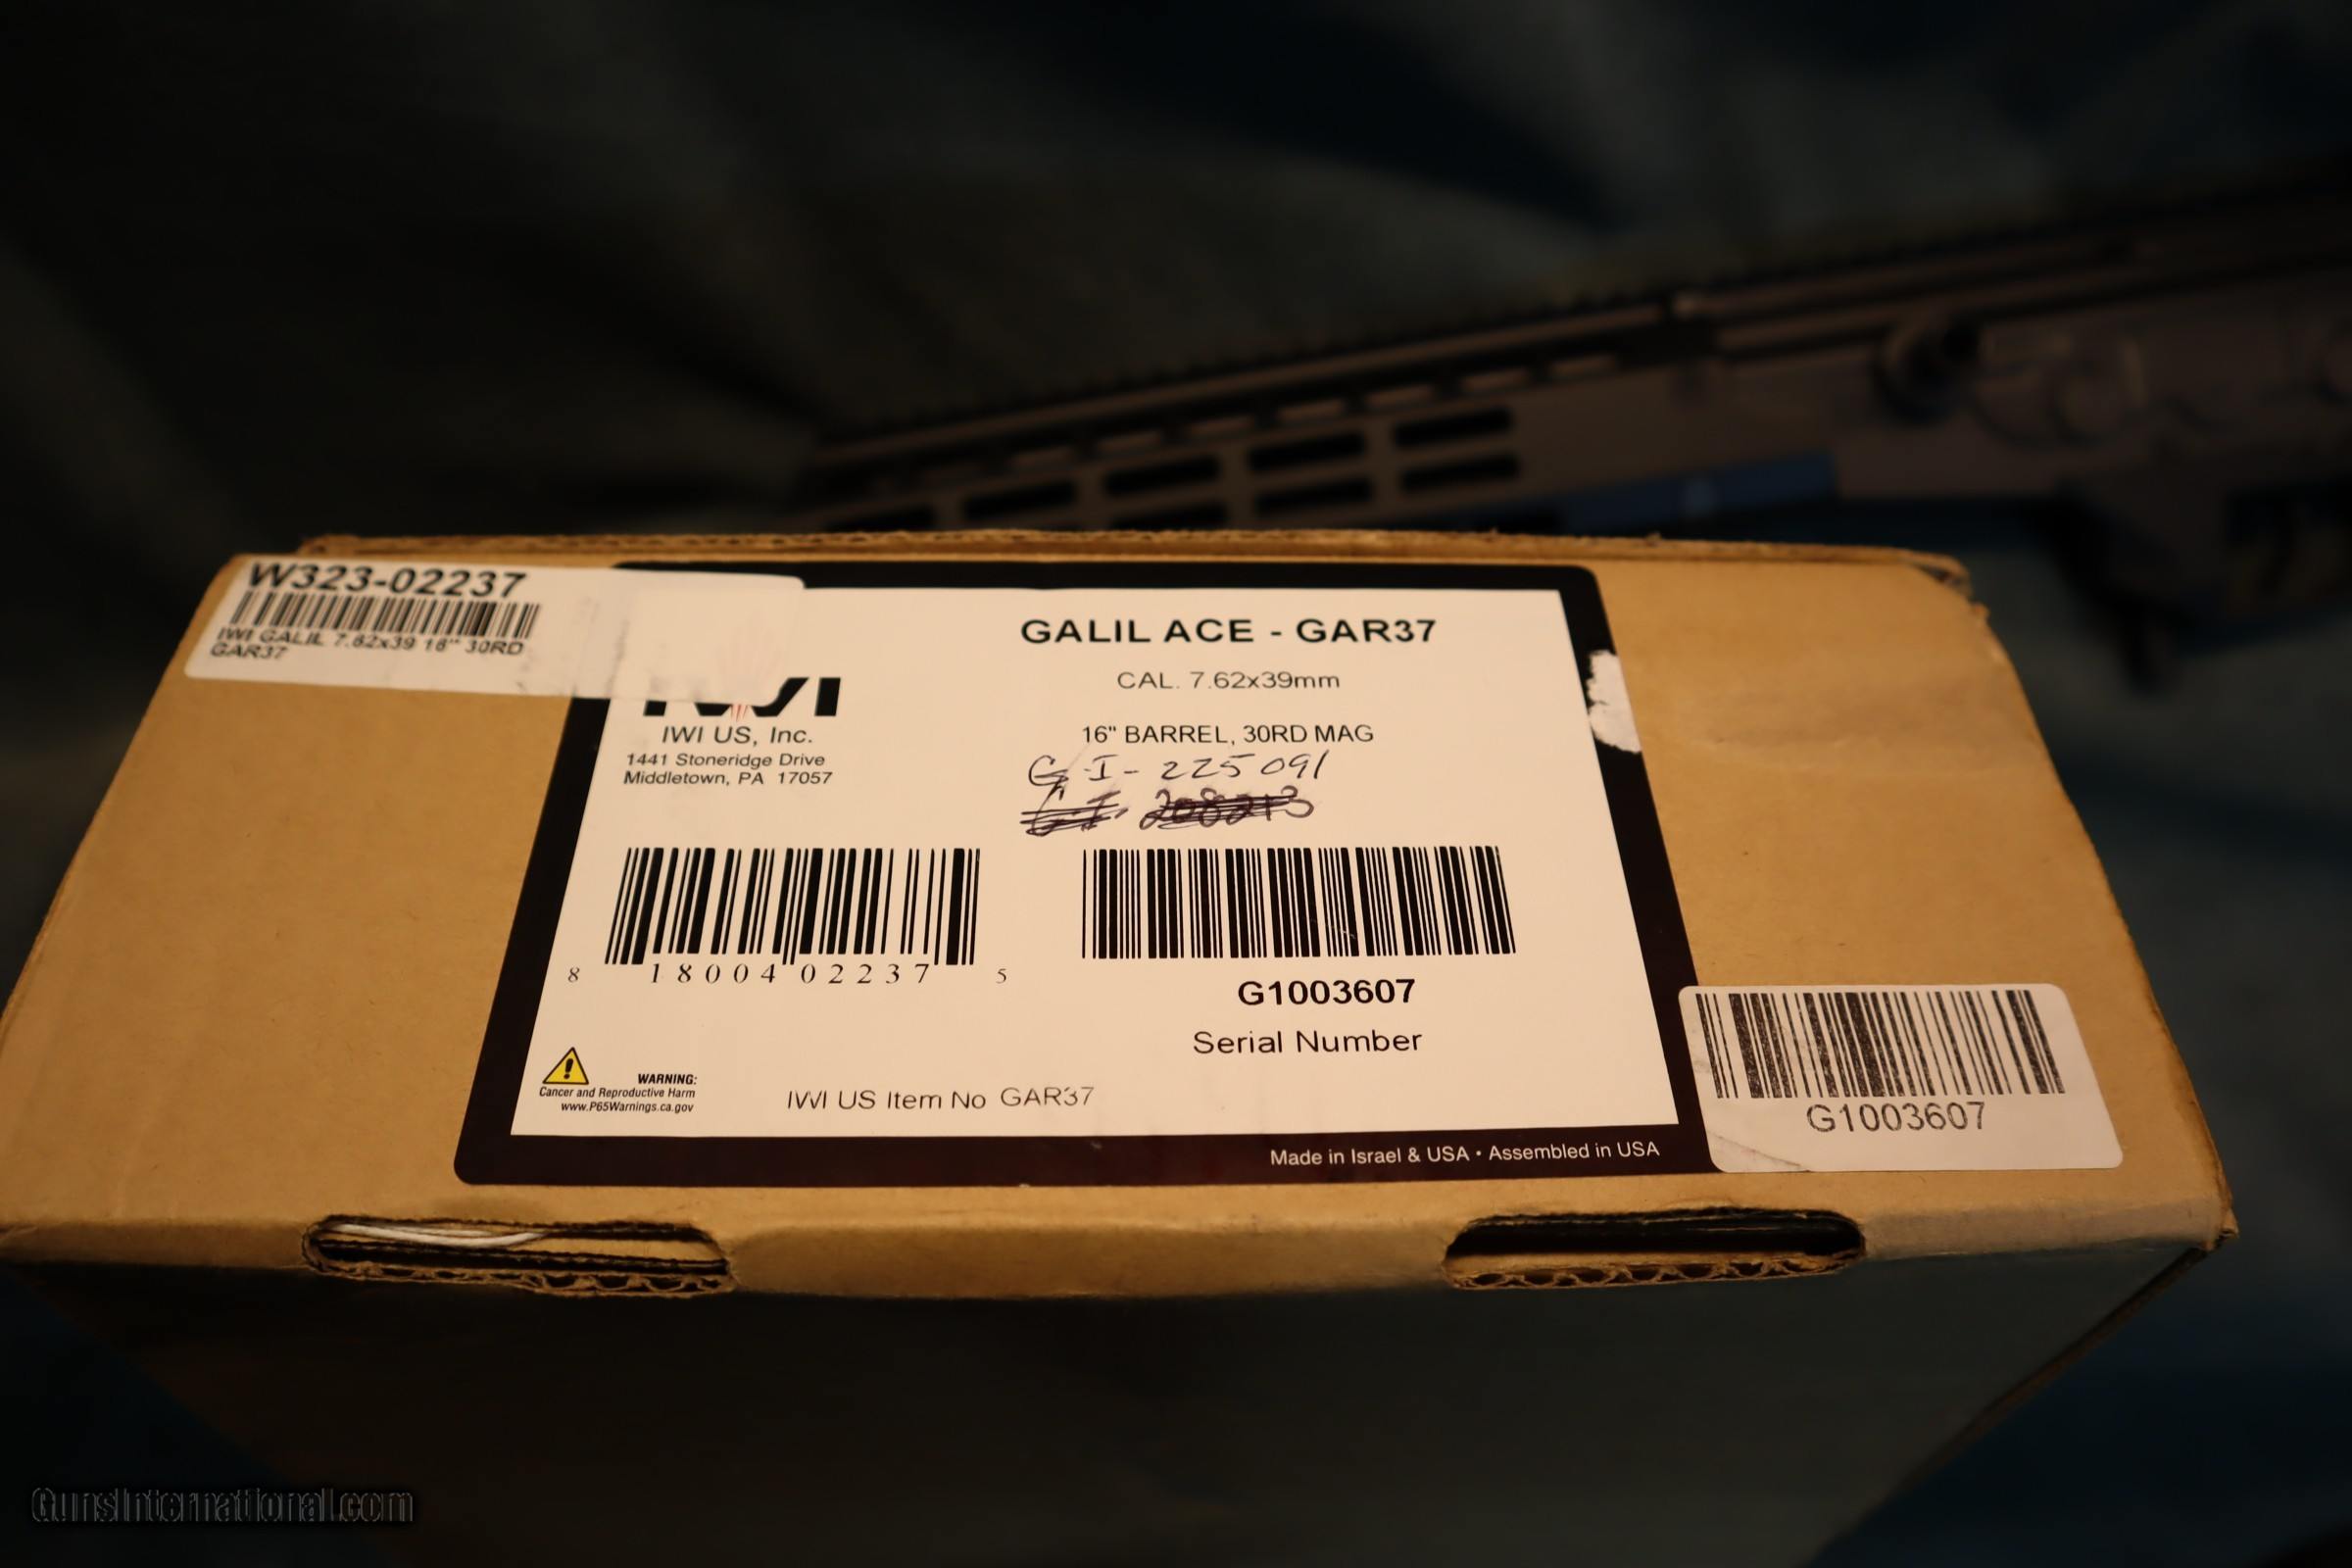 W323-02237
IWI GALIL 7.62x39 16" 30RD
GAR37
IWI
IWI US, Inc.
1441 Stoneridge Drive
Middletown, PA 17057
GALIL ACE - GAR37
CAL. 7.62x39mm
16" BARREL, 30RD MAG
GI - 225091
8 18004 02237 5
G1003607
Serial Number
WARNING:
Cancer and Reproductive Harm
www.P65Warnings.ca.gov
IWI US Item No GAR37
Made in Israel & USA • Assembled in USA
G1003607
GunsInternational.com